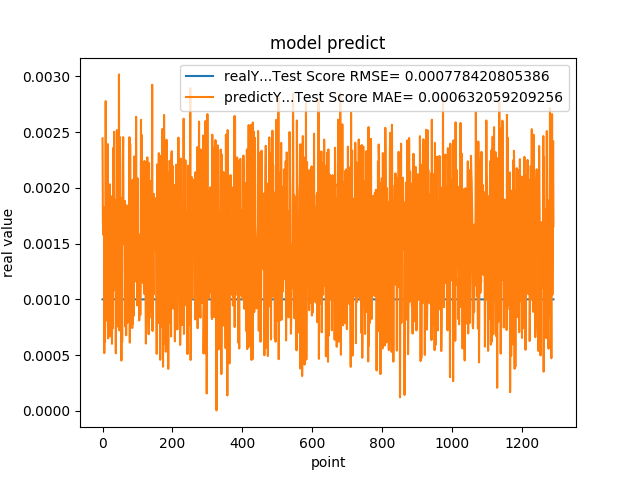 model predict
realY...Test Score RMSE= 0.000778420805386
predictY...Test Score MAE= 0.000632059209256
real value
0.0030
0.0025
0.0020
0.0015
0.0010
0.0005
0.0000
0 200 400 600 800 1000 1200
point